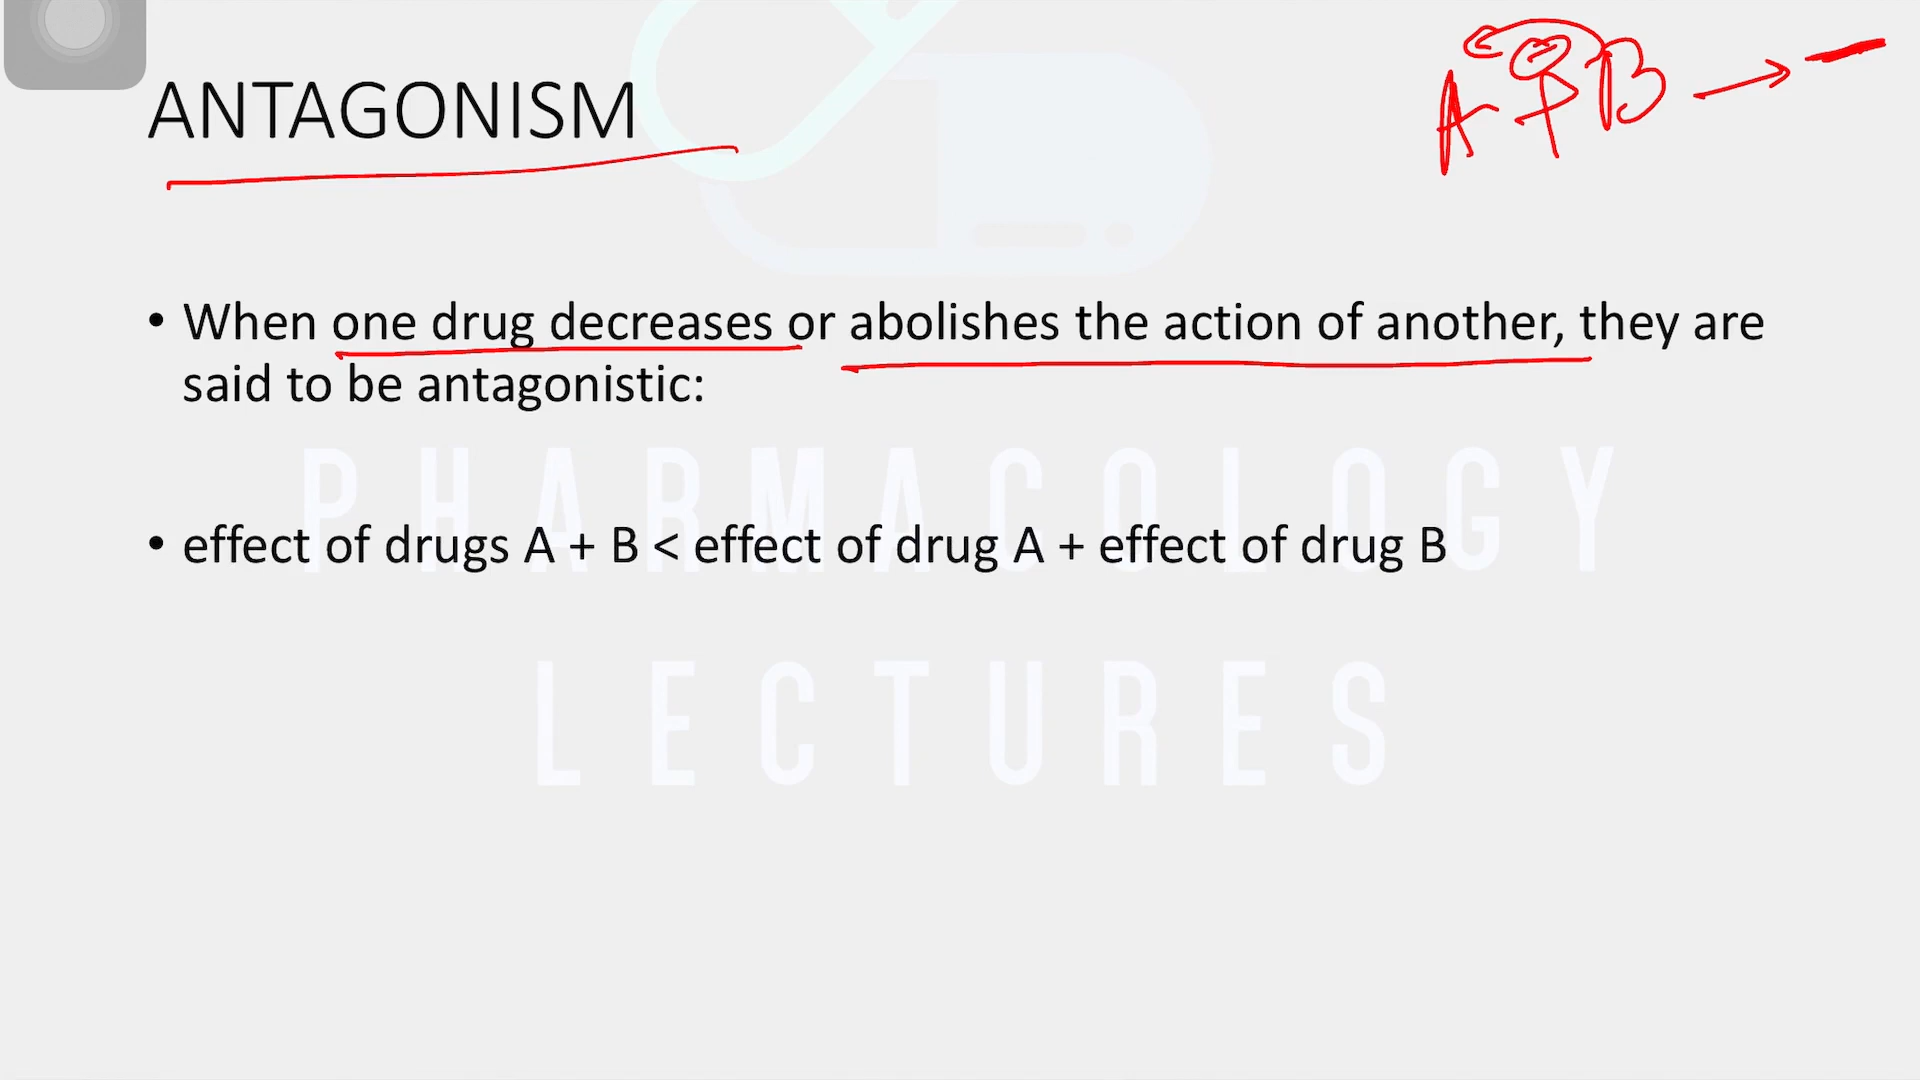 ANTAGONISM
A + B → –
• When one drug decreases or abolishes the action of another, they are
said to be antagonistic:
• effect of drugs A + B < effect of drug A + effect of drug B
PHARMACOLOGY
LECTURES